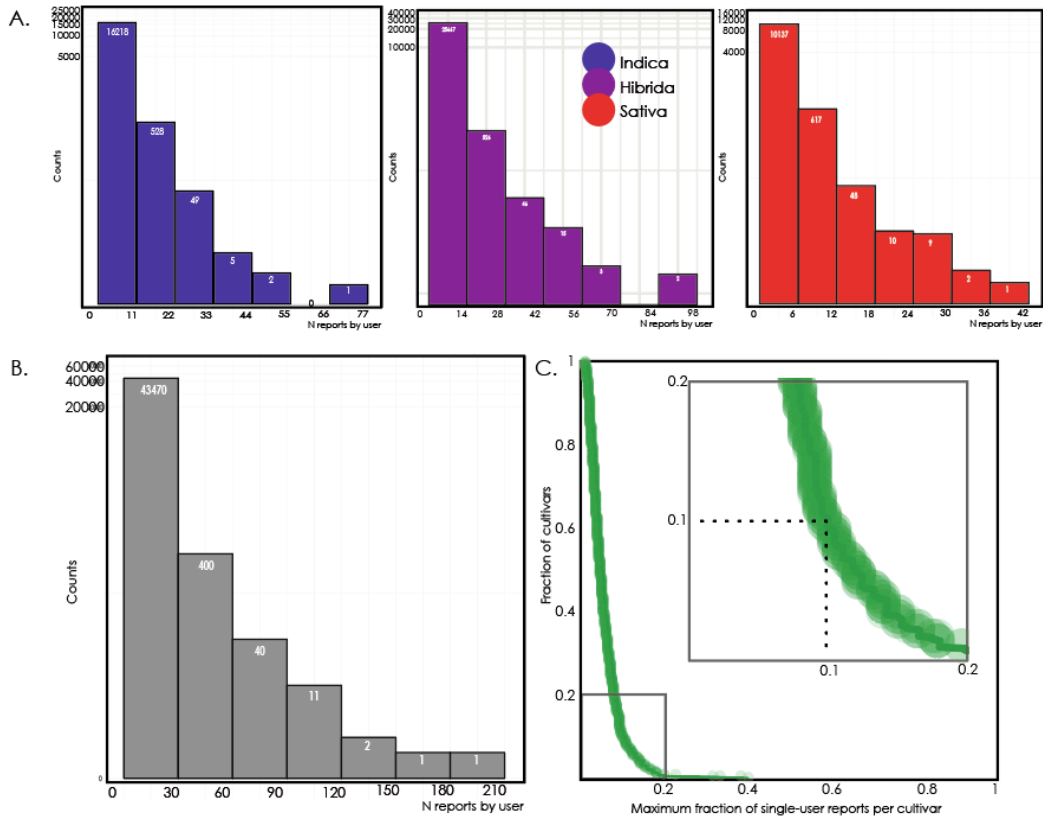 A.
25000
20000
15000
10000
5000
Counts
16218
528
49
5
2
0
1
0 11 22 33 44 55 66 77
N reports by user
40000
30000
20000
10000
Counts
46
15
0 14 28 42 56 70 84 98
N reports by user
Indica
Hibrida
Sativa
16000
12000
8000
4000
Counts
10137
617
48
10
9
2
1
0 6 12 18 24 30 36 42
N reports by user
B.
60000
40000
20000
0
Counts
43470
400
40
11
2
1
1
0 30 60 90 120 150 180 210
N reports by user
C.
1
0.8
0.6
0.4
0.2
Fraction of cultivars
0.2
0.1
0.1 0.2
0.2 0.4 0.6 0.8 1
Maximum fraction of single-user reports per cultivar